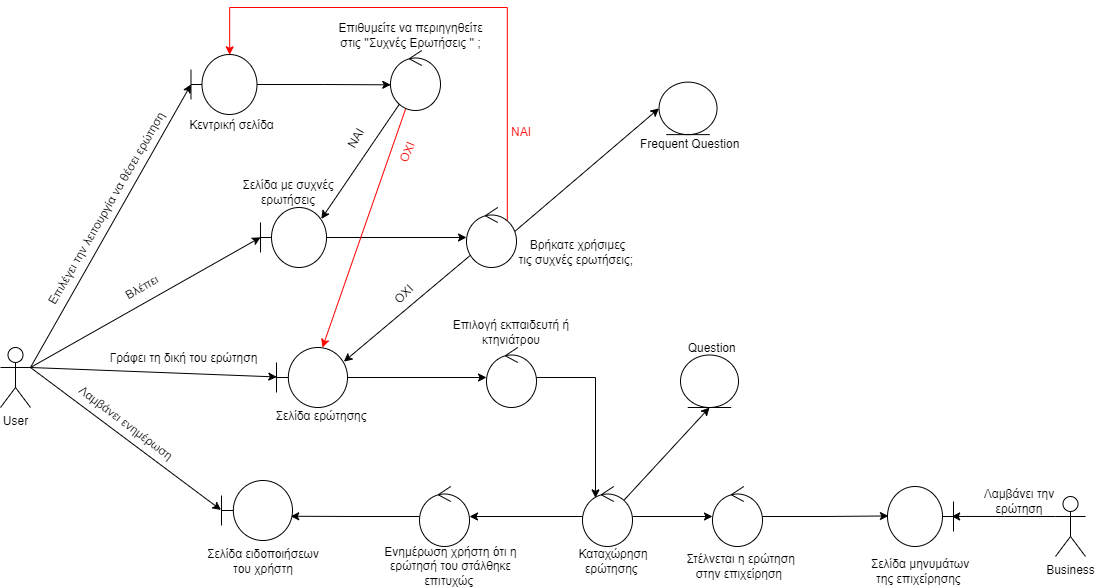 Επιθυμείτε να περιηγηθείτε
στις "Συχνές Ερωτήσεις " ;
Κεντρική σελίδα
Επιλέγει την λειτουργία να θέσει ερώτηση
ΝΑΙ
ΟΧΙ
ΝΑΙ
Frequent Question
Σελίδα με συχνές
ερωτήσεις
Βρήκατε χρήσιμες
τις συχνές ερωτήσεις;
Βλέπει
ΟΧΙ
Επιλογή εκπαιδευτή ή
κτηνιάτρου
Question
Γράφει τη δική του ερώτηση
Σελίδα ερώτησης
User
Λαμβάνει ενημέρωση
Λαμβάνει την
ερώτηση
Σελίδα ειδοποιήσεων
του χρήστη
Ενημέρωση χρήστη ότι η
ερώτησή του στάλθηκε
επιτυχώς
Καταχώρηση
ερώτησης
Στέλνεται η ερώτηση
στην επιχείρηση
Σελίδα μηνυμάτων
της επιχείρησης
Business